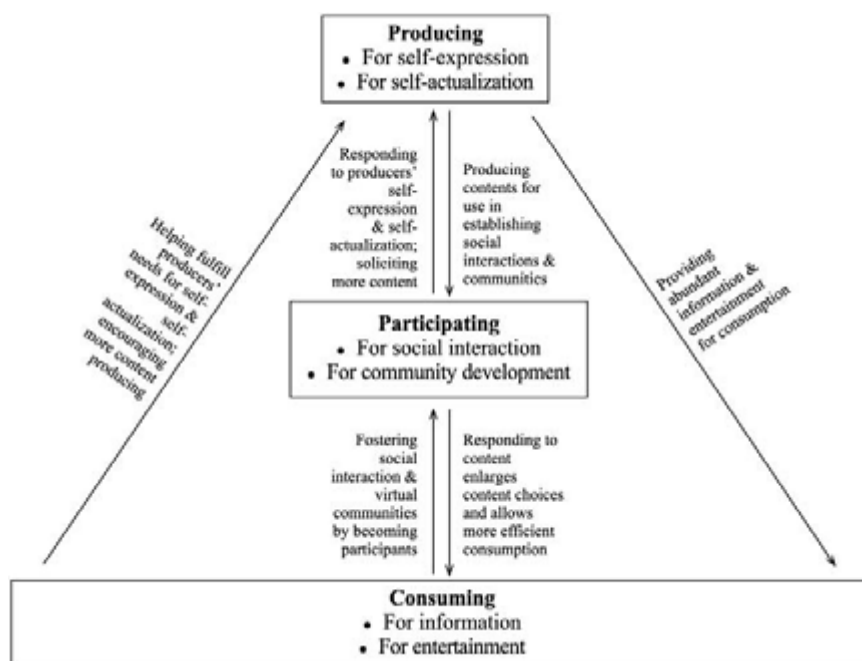 Producing
• For self-expression
• For self-actualization
Responding
to producers'
self-
expression
& self-
actualization;
soliciting
more content
Producing
contents for
use in
establishing
social
interactions &
communities
Helping fulfill
producers'
needs for self-
expression &
self-
actualization;
encouraging
more content
producing
Providing
abundant
information &
entertainment
for consumption
Participating
• For social interaction
• For community development
Fostering
social
interaction &
virtual
communities
by becoming
participants
Responding to
content
enlarges
content choices
and allows
more efficient
consumption
Consuming
• For information
• For entertainment